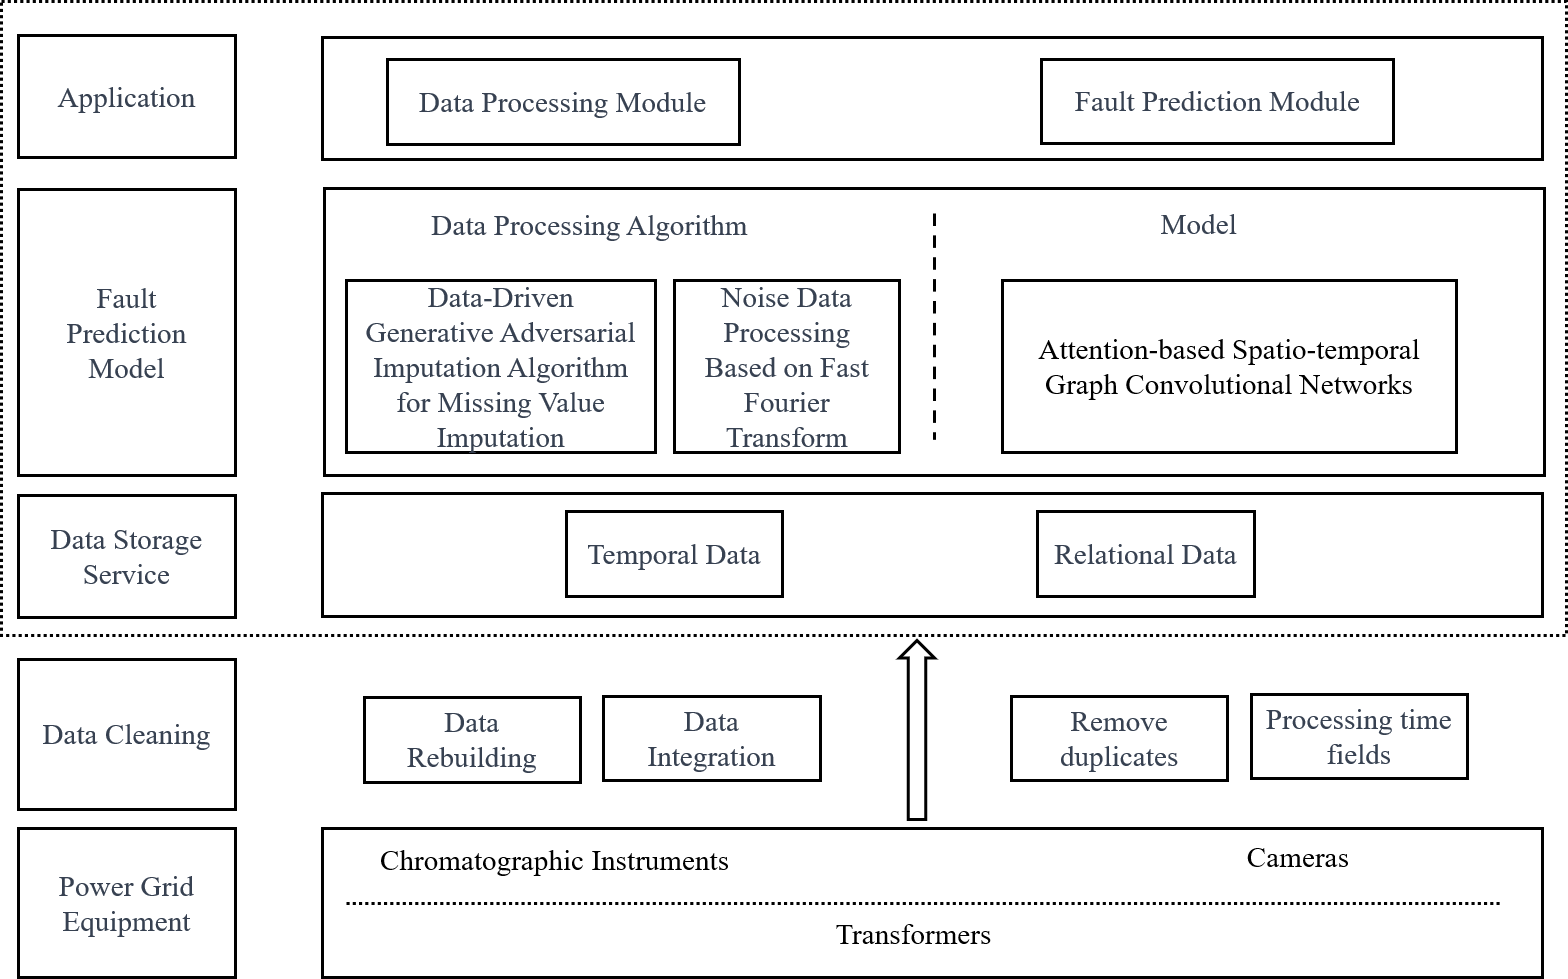 Application
Data Processing Module
Fault Prediction Module
Fault
Prediction
Model
Data Processing Algorithm
Model
Data-Driven
Generative Adversarial
Imputation Algorithm
for Missing Value
Imputation
Noise Data
Processing
Based on Fast
Fourier
Transform
Attention-based Spatio-temporal
Graph Convolutional Networks
Data Storage
Service
Temporal Data
Relational Data
Data Cleaning
Data
Rebuilding
Data
Integration
Remove
duplicates
Processing time
fields
Power Grid
Equipment
Chromatographic Instruments
Cameras
Transformers